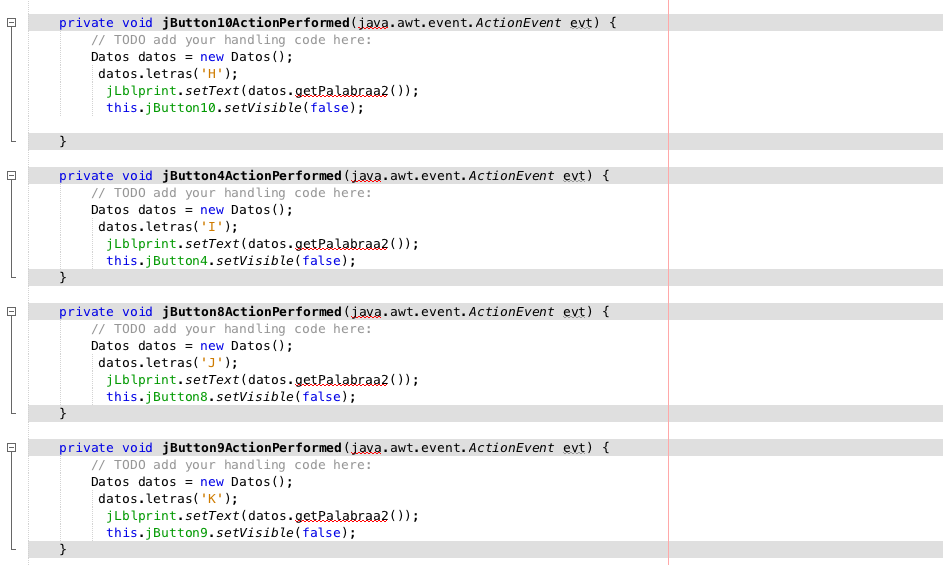 private void jButton10ActionPerformed(java.awt.event.ActionEvent evt) {
// TODO add your handling code here:
Datos datos = new Datos();
datos.letras('H');
jLblprint.setText(datos.getPalabraa2());
this.jButton10.setVisible(false);
}
private void jButton4ActionPerformed(java.awt.event.ActionEvent evt) {
// TODO add your handling code here:
Datos datos = new Datos();
datos.letras('I');
jLblprint.setText(datos.getPalabraa2());
this.jButton4.setVisible(false);
}
private void jButton8ActionPerformed(java.awt.event.ActionEvent evt) {
// TODO add your handling code here:
Datos datos = new Datos();
datos.letras('J');
jLblprint.setText(datos.getPalabraa2());
this.jButton8.setVisible(false);
}
private void jButton9ActionPerformed(java.awt.event.ActionEvent evt) {
// TODO add your handling code here:
Datos datos = new Datos();
datos.letras('K');
jLblprint.setText(datos.getPalabraa2());
this.jButton9.setVisible(false);
}